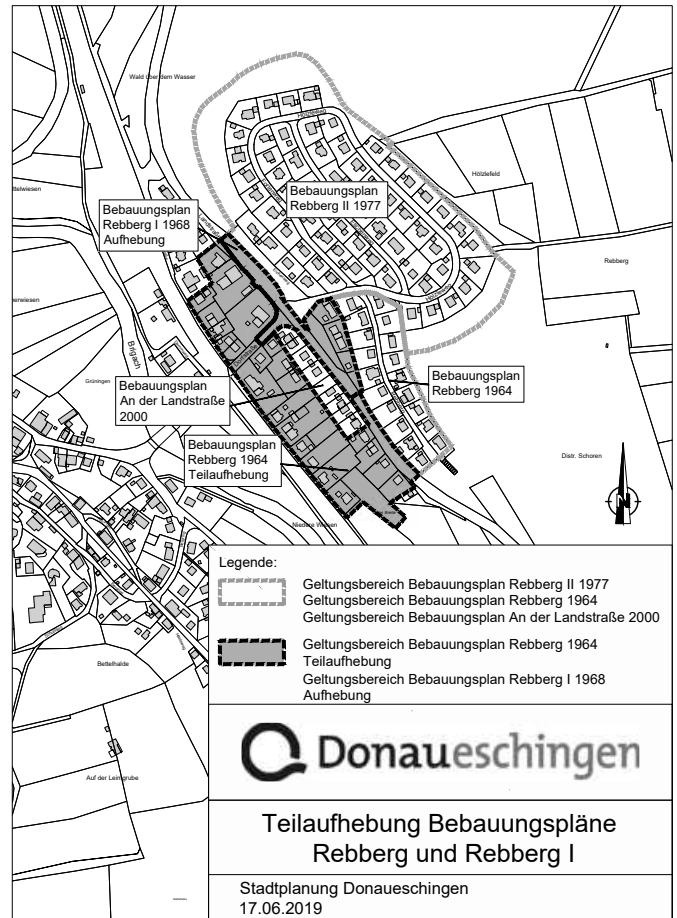 Wald über dem Wasser
Hölzlefeld
Bebauungsplan
Rebberg II 1977
Bebauungsplan
Rebberg I 1968
Aufhebung
Rebberg
Brigach
Grüningen
Bebauungsplan
An der Landstraße
2000
Bebauungsplan
Rebberg 1964
Bebauungsplan
Rebberg 1964
Teilaufhebung
Distr. Schoren
N
Niedere Wiesen
Bettelhalde
Auf der Leimgrube
Legende:
Geltungsbereich Bebauungsplan Rebberg II 1977
Geltungsbereich Bebauungsplan Rebberg 1964
Geltungsbereich Bebauungsplan An der Landstraße 2000
Geltungsbereich Bebauungsplan Rebberg 1964
Teilaufhebung
Geltungsbereich Bebauungsplan Rebberg I 1968
Aufhebung
Donaueschingen
Teilaufhebung Bebauungspläne
Rebberg und Rebberg I
Stadtplanung Donaueschingen
17.06.2019